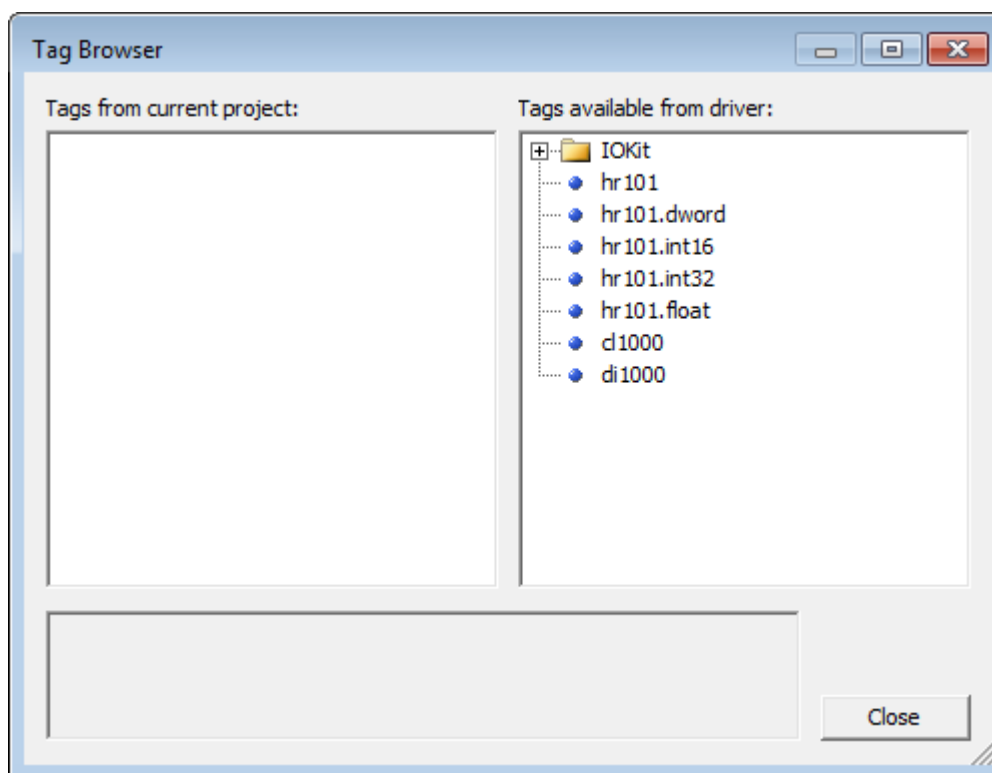 Tag Browser
Tags from current project:
Tags available from driver:
IOKit
hr101
hr101.dword
hr101.int16
hr101.int32
hr101.float
cl1000
di1000
Close